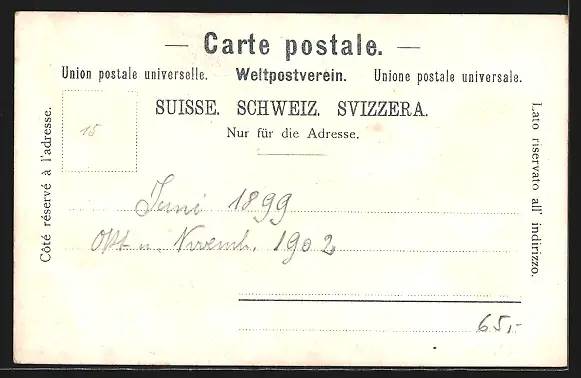 — Carte postale. —
Union postale universelle. Weltpostverein. Unione postale universale.
SUISSE. SCHWEIZ. SVIZZERA.
Nur für die Adresse.
Côté réservé à l'adresse.
Lato riservato all' indirizzo.
15
Juni 1899
Okt u. Novemb. 1902
65,-